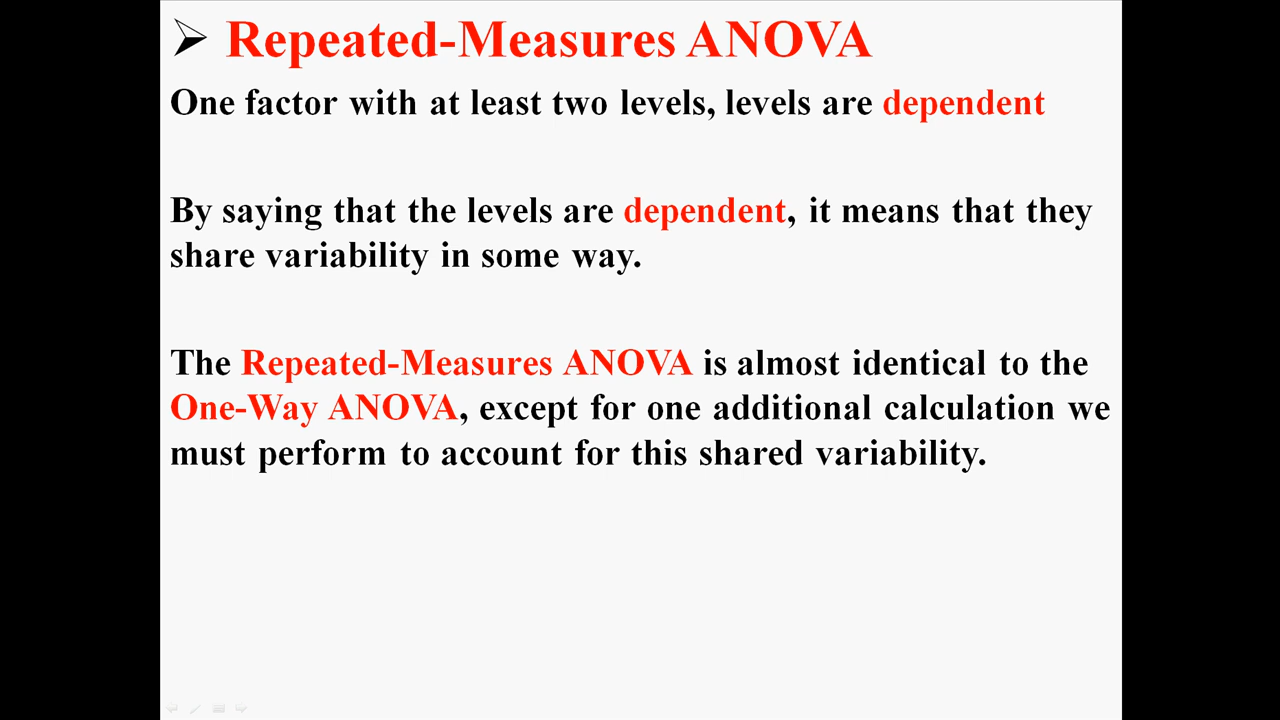 Repeated-Measures ANOVA
One factor with at least two levels, levels are dependent
By saying that the levels are dependent, it means that they
share variability in some way.
The Repeated-Measures ANOVA is almost identical to the
One-Way ANOVA, except for one additional calculation we
must perform to account for this shared variability.